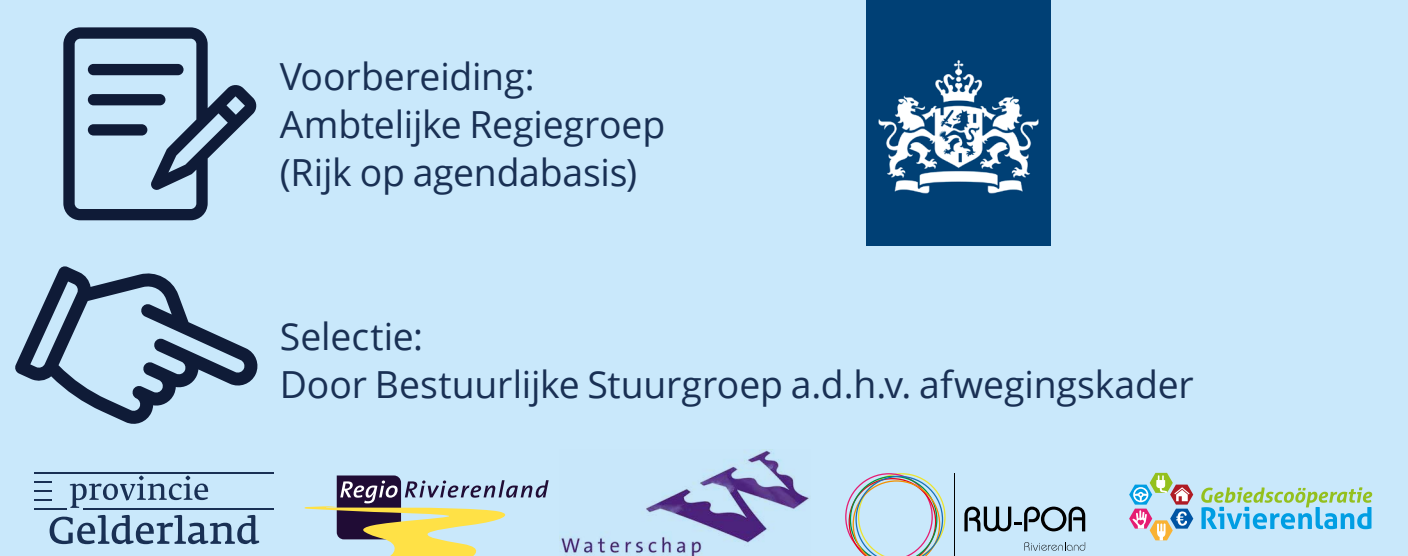 Voorbereiding:
Ambtelijke Regiegroep
(Rijk op agendabasis)
Selectie:
Door Bestuurlijke Stuurgroep a.d.h.v. afwegingskader
provincie
Gelderland
Regio Rivierenland
Waterschap
RW-POA
Rivierenland
Gebiedscoöperatie
Rivierenland